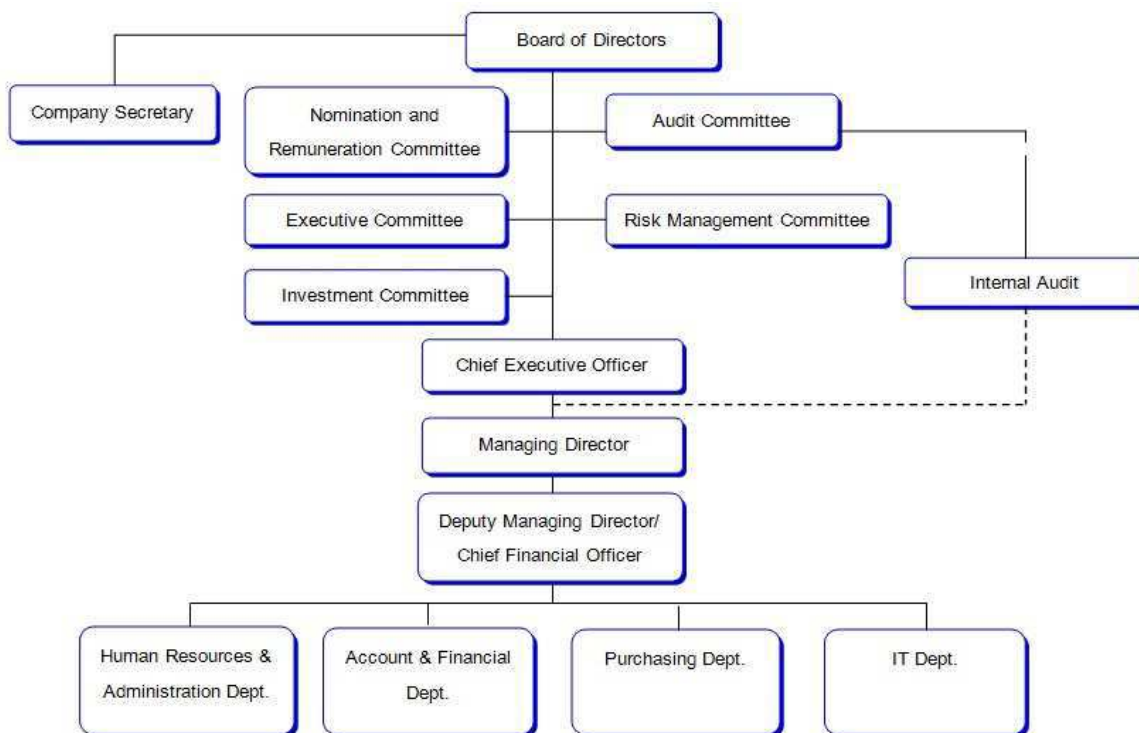 Board of Directors
Company Secretary
Nomination and
Remuneration Committee
Audit Committee
Executive Committee
Risk Management Committee
Investment Committee
Internal Audit
Chief Executive Officer
Managing Director
Deputy Managing Director/
Chief Financial Officer
Human Resources &
Administration Dept.
Account & Financial
Dept.
Purchasing Dept.
IT Dept.